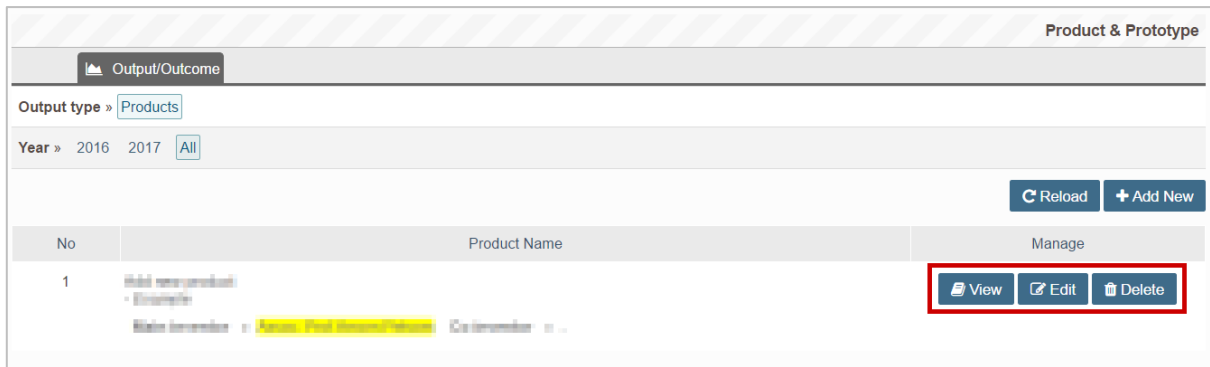 Product & Prototype
Output/Outcome
Output type » Products
Year » 2016 2017 All
Reload Add New
No Product Name Manage
1 View Edit Delete